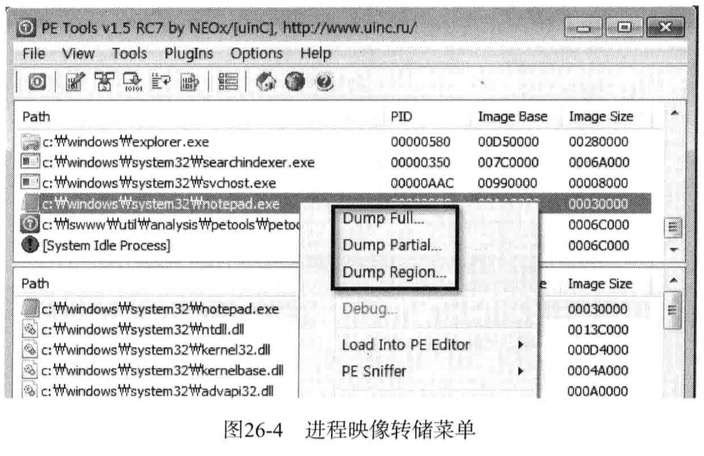 PE Tools v1.5 RC7 by NEOx/[uinC], http://www.uinc.ru/
File View Tools PlugIns Options Help
Path PID Image Base Image Size
c:₩windows₩explorer.exe 00000580 00D50000 00280000
c:₩windows₩system32₩searchindexer.exe 00000350 007C0000 0006A000
c:₩windows₩system32₩svchost.exe 00000AAC 00990000 00008000
c:₩windows₩system32₩notepad.exe 00030000
c:₩lswww₩util₩analysis₩petools₩petoo 0006C000
[System Idle Process] 0006C000
Dump Full...
Dump Partial...
Dump Region...
Debug...
Load Into PE Editor
PE Sniffer
Path e Image Size
c:₩windows₩system32₩notepad.exe 00030000
c:₩windows₩system32₩ntdll.dll 0013C000
c:₩windows₩system32₩kernel32.dll 000D4000
c:₩windows₩system32₩kernelbase.dll 0004A000
c:₩windows₩system32₩advapi32.dll 000A0000
图26-4 进程映像转储菜单